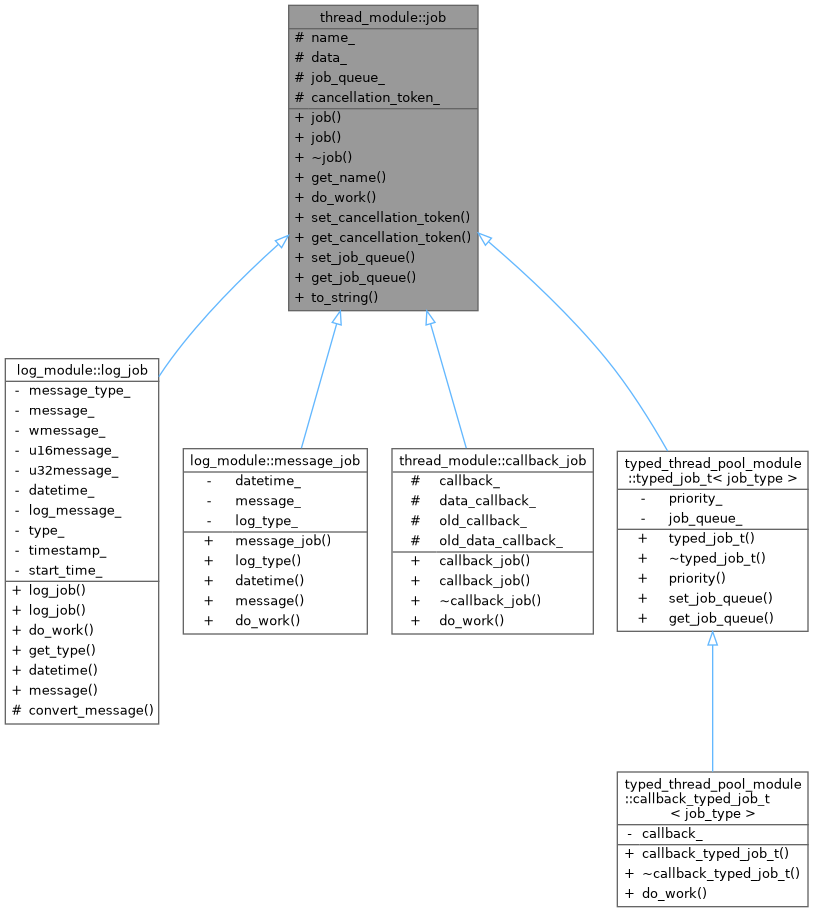 thread_module::job
# name_
# data_
# job_queue_
# cancellation_token_
+ job()
+ job()
+ ~job()
+ get_name()
+ do_work()
+ set_cancellation_token()
+ get_cancellation_token()
+ set_job_queue()
+ get_job_queue()
+ to_string()
log_module::log_job
- message_type_
- message_
- wmessage_
- u16message_
- u32message_
- datetime_
- log_message_
- type_
- timestamp_
- start_time_
+ log_job()
+ log_job()
+ do_work()
+ get_type()
+ datetime()
+ message()
# convert_message()
log_module::message_job
- datetime_
- message_
- log_type_
+ message_job()
+ log_type()
+ datetime()
+ message()
+ do_work()
thread_module::callback_job
# callback_
# data_callback_
# old_callback_
# old_data_callback_
+ callback_job()
+ callback_job()
+ ~callback_job()
+ do_work()
typed_thread_pool_module
::typed_job_t< job_type >
- priority_
- job_queue_
+ typed_job_t()
+ ~typed_job_t()
+ priority()
+ set_job_queue()
+ get_job_queue()
typed_thread_pool_module
::callback_typed_job_t
< job_type >
- callback_
+ callback_typed_job_t()
+ ~callback_typed_job_t()
+ do_work()